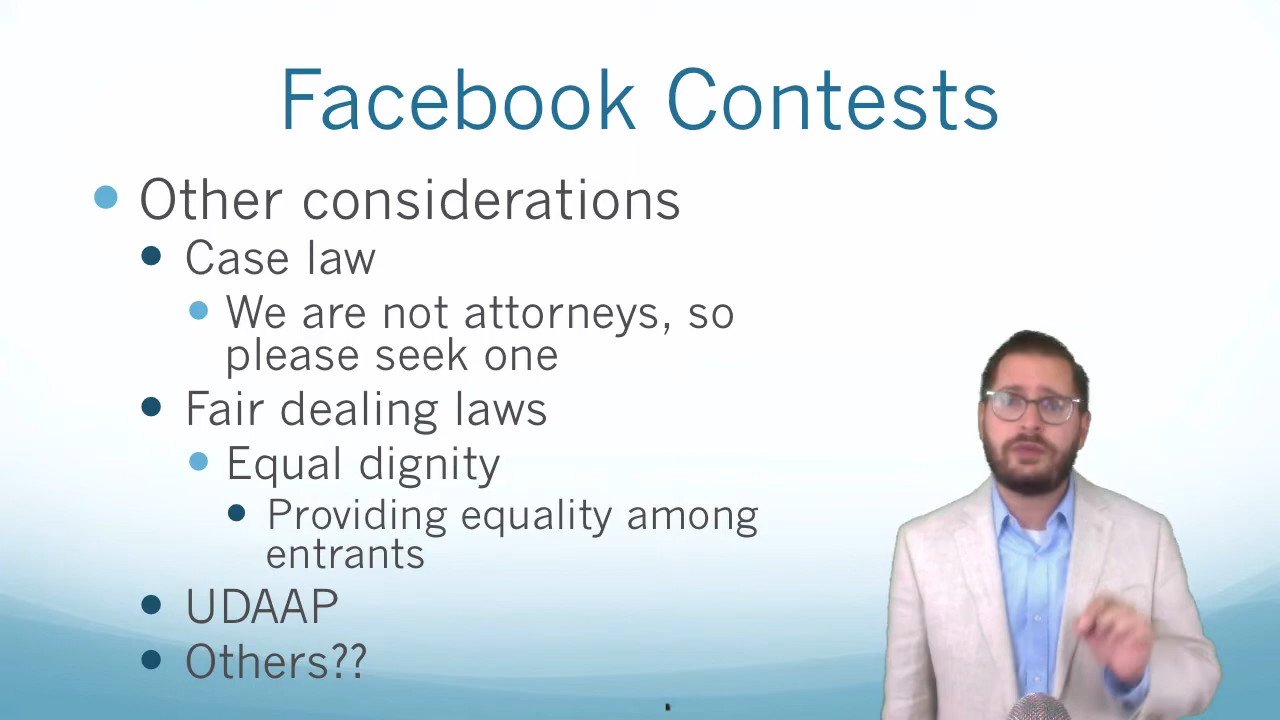 Facebook Contests
Other considerations
Case law
We are not attorneys, so
please seek one
Fair dealing laws
Equal dignity
Providing equality among
entrants
UDAAP
Others??